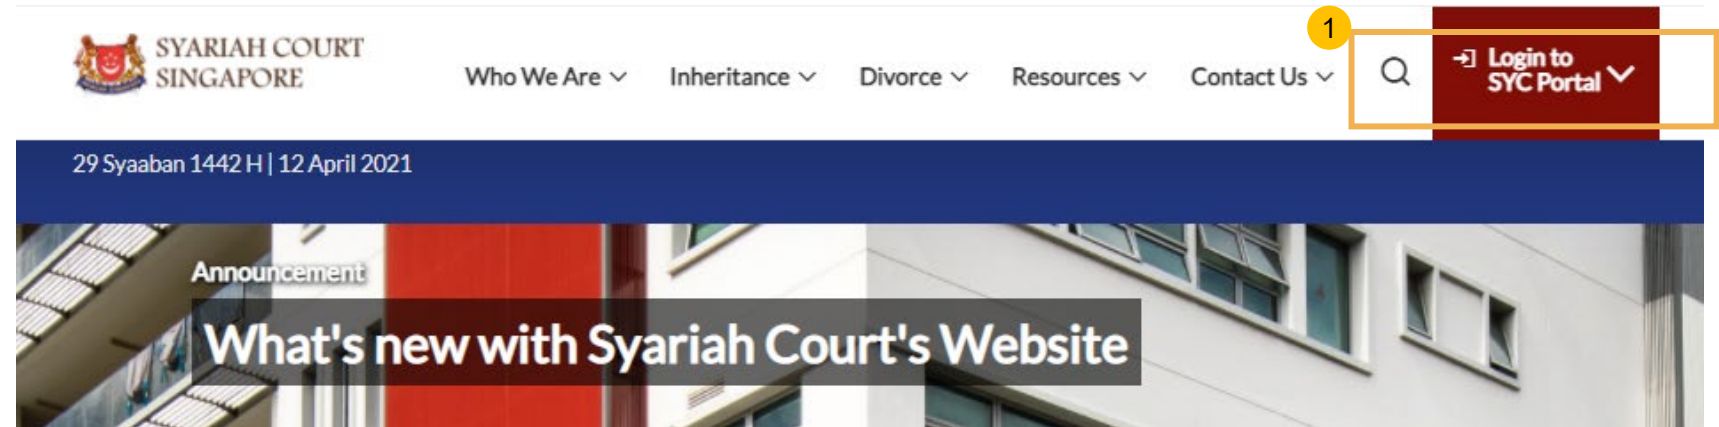 SYARIAH COURT
SINGAPORE
Who We Are
Inheritance
Divorce
Resources
Contact Us
1
Login to
SYC Portal
29 Syaaban 1442 H | 12 April 2021
Announcement
What's new with Syariah Court's Website